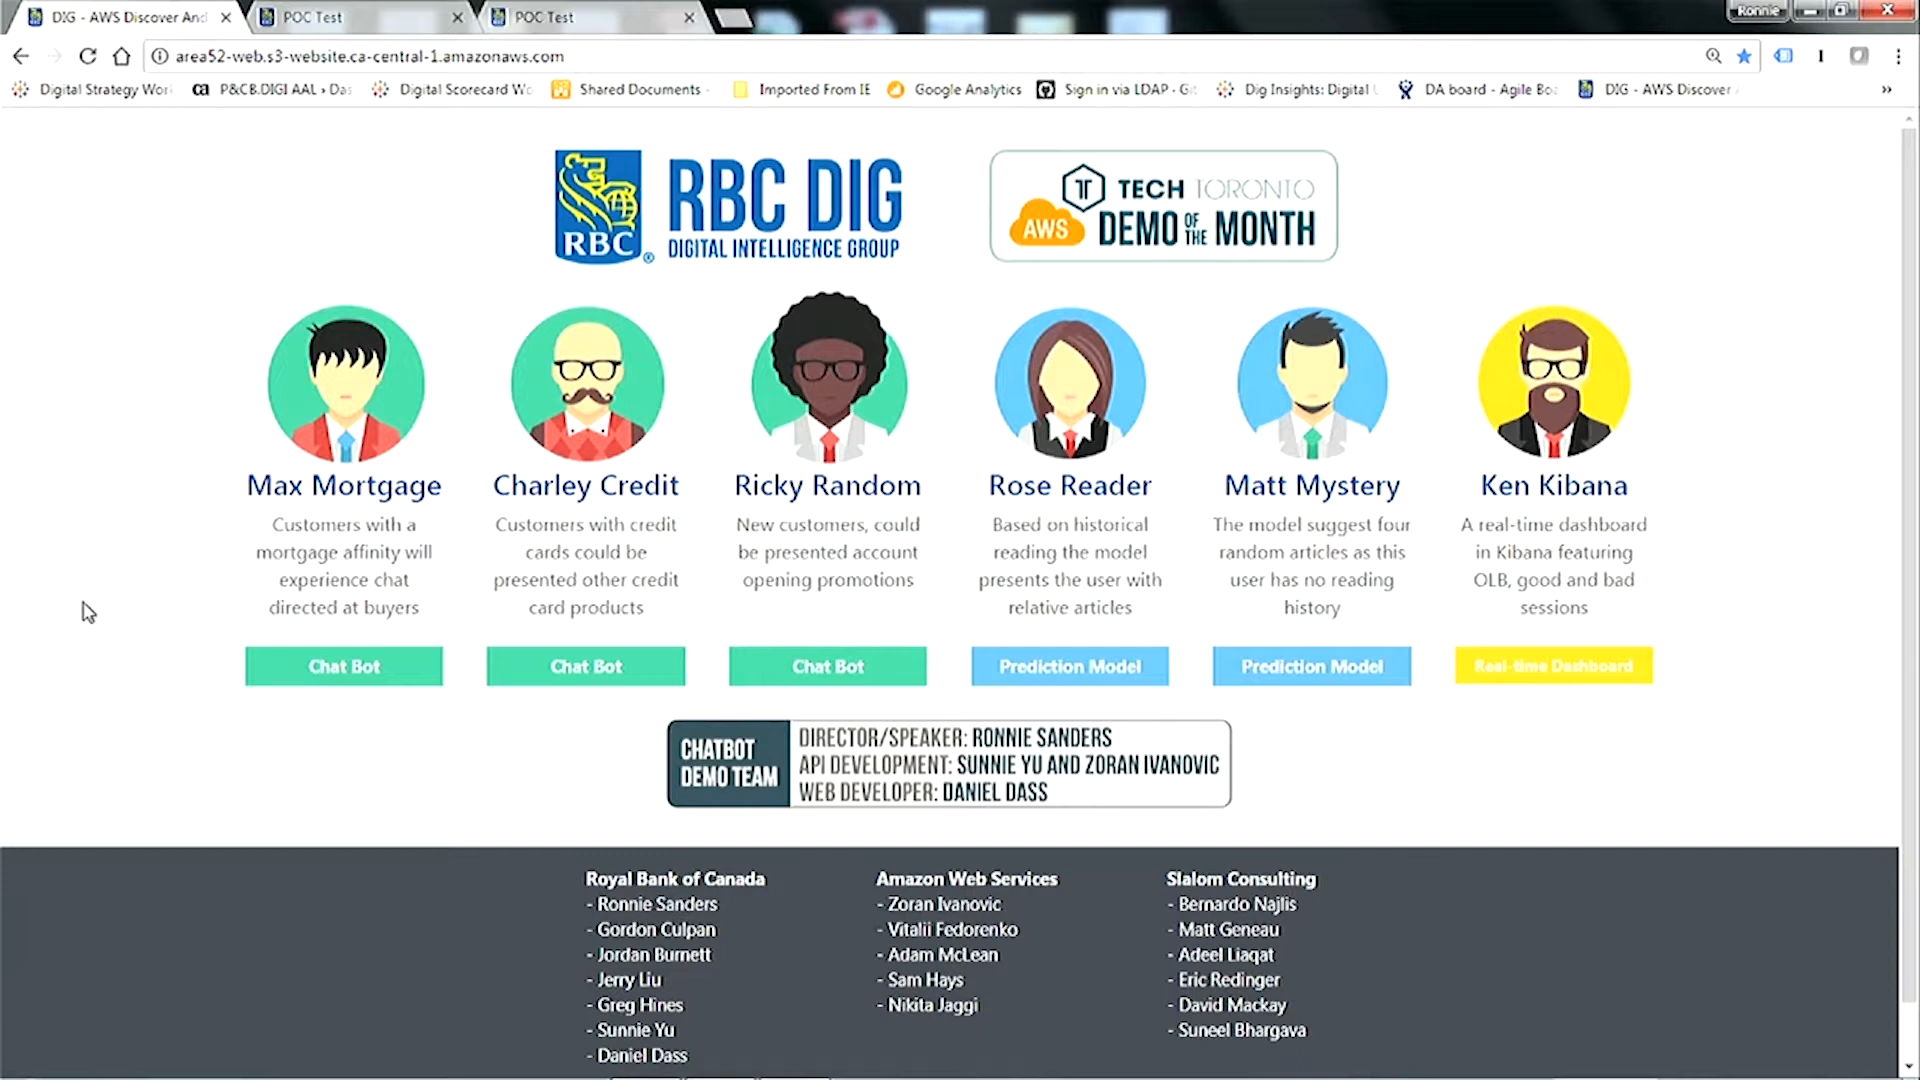 DIG - AWS Discover And
POC Test
POC Test
Ronnie
area52-web.s3-website.ca-central-1.amazonaws.com
Digital Strategy Wor
ca P&CB.DIGI AAL › Das
Digital Scorecard Wo
Shared Documents -
Imported From IE
Google Analytics
Sign in via LDAP · Git
Dig Insights: Digital
DA board - Agile Boa
DIG - AWS Discover
»
RBC®
RBC DIG
DIGITAL INTELLIGENCE GROUP
TECH TORONTO
AWS
DEMO OF THE MONTH
Max Mortgage
Customers with a
mortgage affinity will
experience chat
directed at buyers
Chat Bot
Charley Credit
Customers with credit
cards could be
presented other credit
card products
Chat Bot
Ricky Random
New customers, could
be presented account
opening promotions
Chat Bot
Rose Reader
Based on historical
reading the model
presents the user with
relative articles
Prediction Model
Matt Mystery
The model suggest four
random articles as this
user has no reading
history
Prediction Model
Ken Kibana
A real-time dashboard
in Kibana featuring
OLB, good and bad
sessions
Real-time Dashboard
CHATBOT
DEMO TEAM
DIRECTOR/SPEAKER: RONNIE SANDERS
API DEVELOPMENT: SUNNIE YU AND ZORAN IVANOVIC
WEB DEVELOPER: DANIEL DASS
Royal Bank of Canada
- Ronnie Sanders
- Gordon Culpan
- Jordan Burnett
- Jerry Liu
- Greg Hines
- Sunnie Yu
- Daniel Dass
Amazon Web Services
- Zoran Ivanovic
- Vitalii Fedorenko
- Adam McLean
- Sam Hays
- Nikita Jaggi
Slalom Consulting
- Bernardo Najlis
- Matt Geneau
- Adeel Liaqat
- Eric Redinger
- David Mackay
- Suneel Bhargava